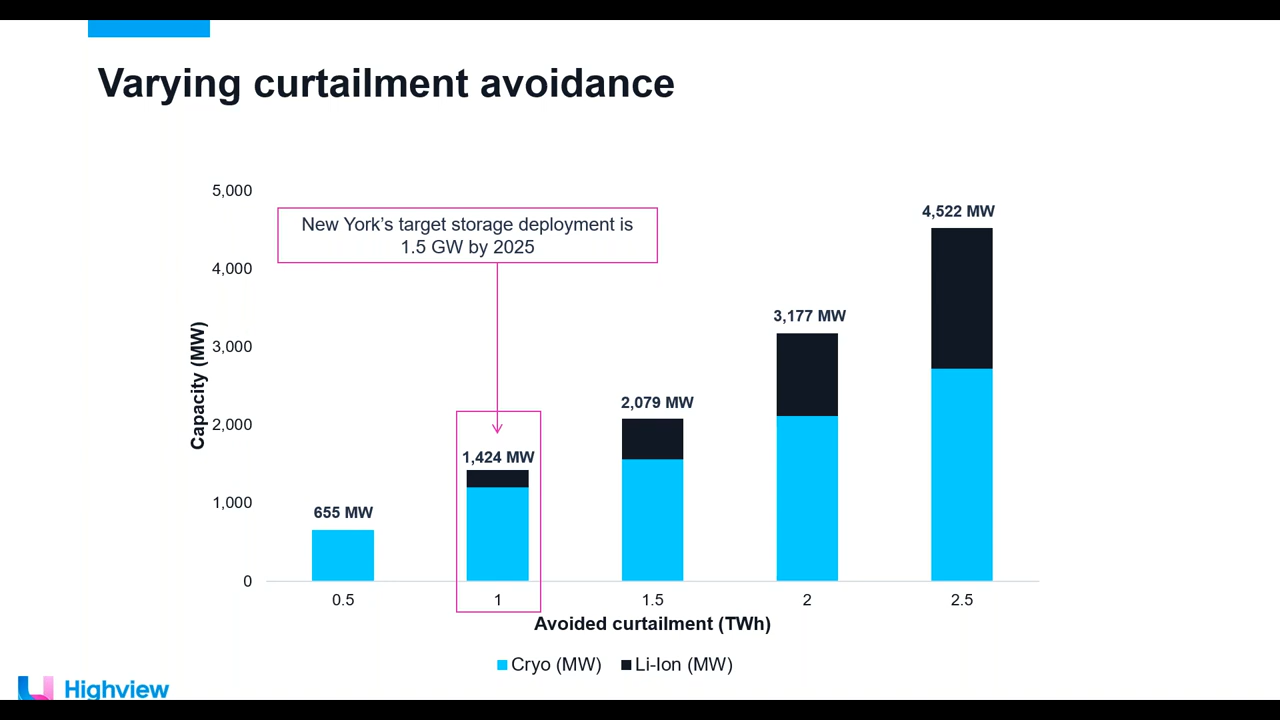 Varying curtailment avoidance
5,000
4,000
3,000
2,000
1,000
0
Capacity (MW)
New York's target storage deployment is
1.5 GW by 2025
655 MW
1,424 MW
2,079 MW
3,177 MW
4,522 MW
0.5
1
1.5
2
2.5
Avoided curtailment (TWh)
Cryo (MW)
Li-Ion (MW)
Highview